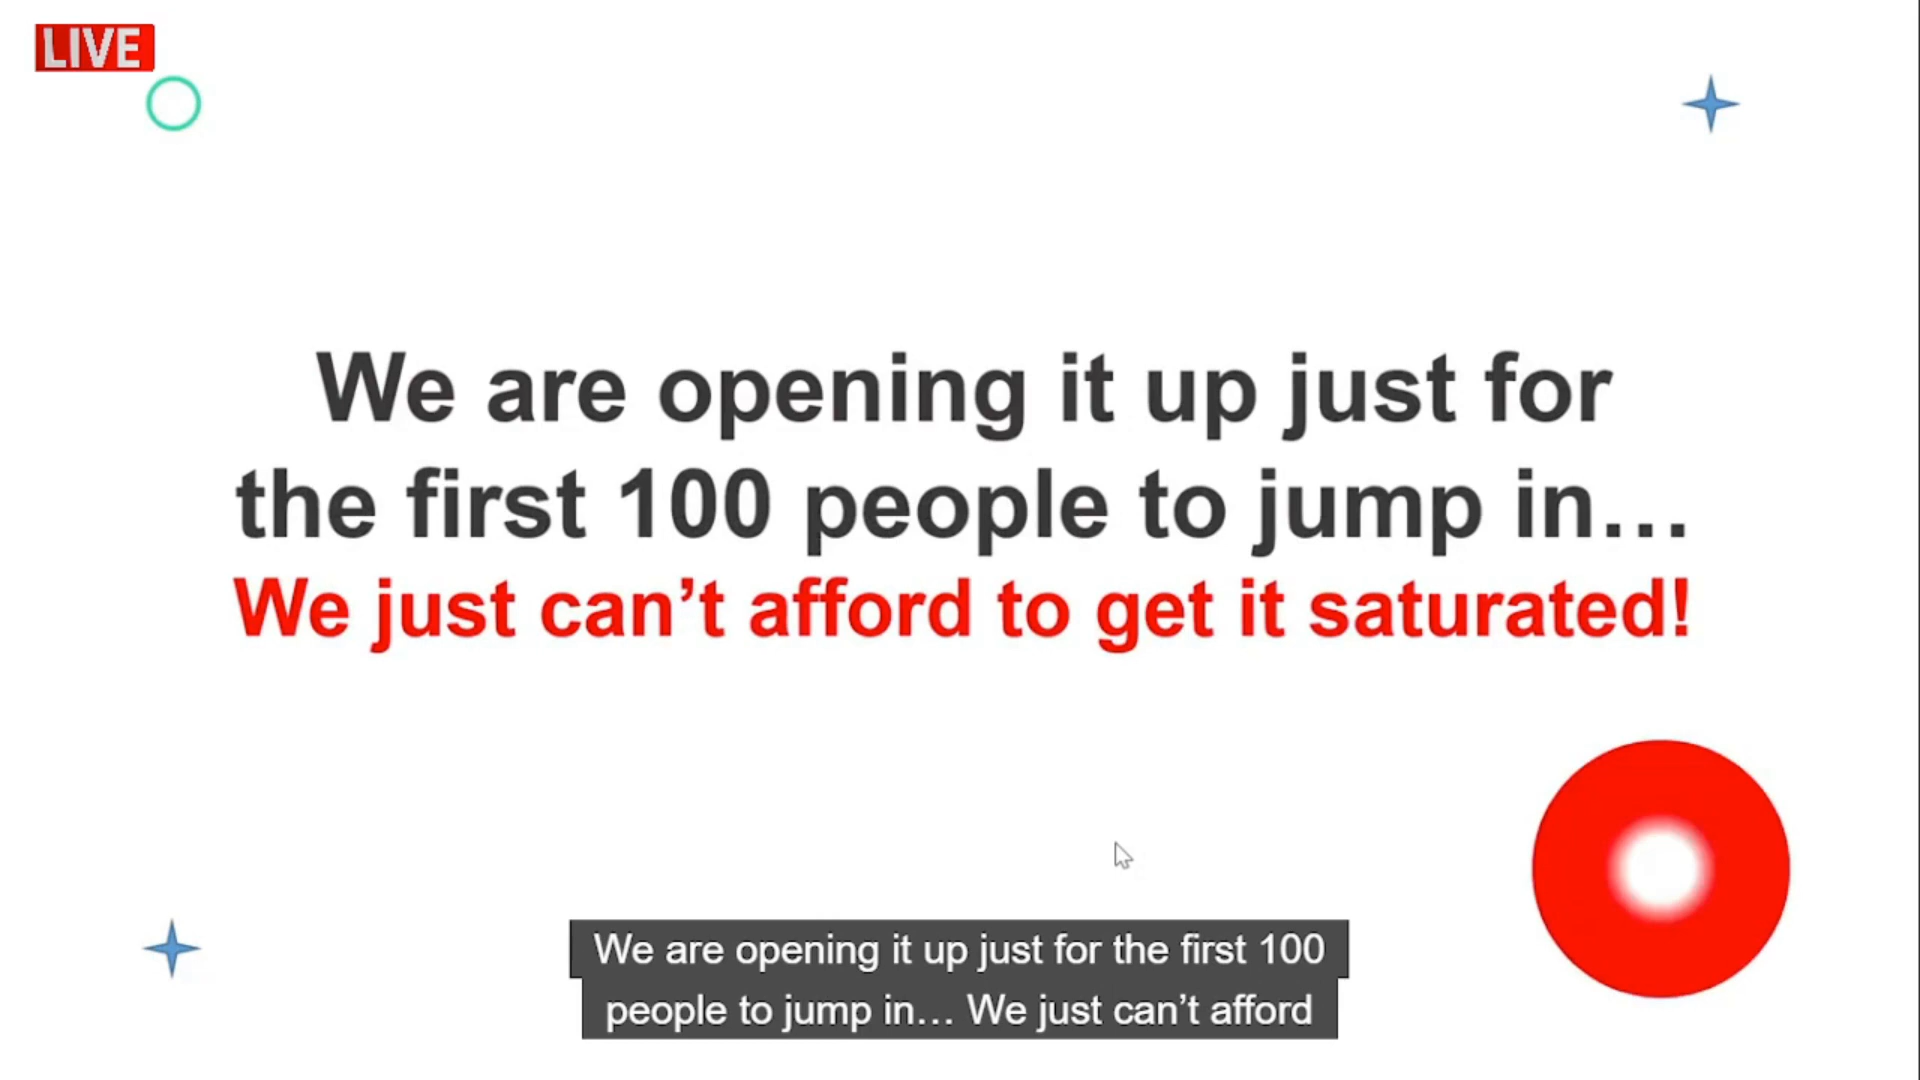 LIVE
We are opening it up just for
the first 100 people to jump in...
We just can’t afford to get it saturated!
We are opening it up just for the first 100
people to jump in... We just can’t afford